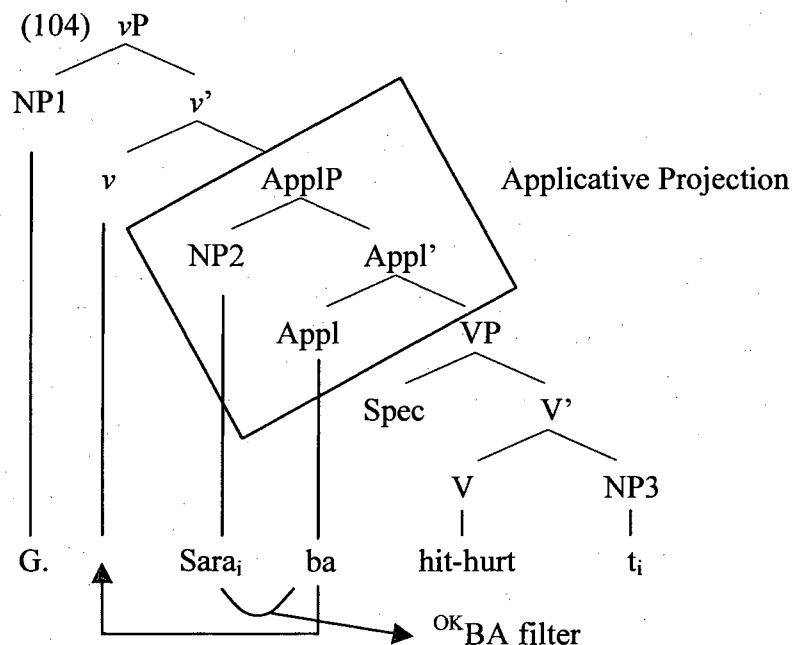 (104) vP
NP1 v’
v ApplP Applicative Projection
NP2 Appl’
Appl VP
Spec V’
V NP3
G. Saraᵢ ba hit-hurt tᵢ
ᴼᴷBA filter